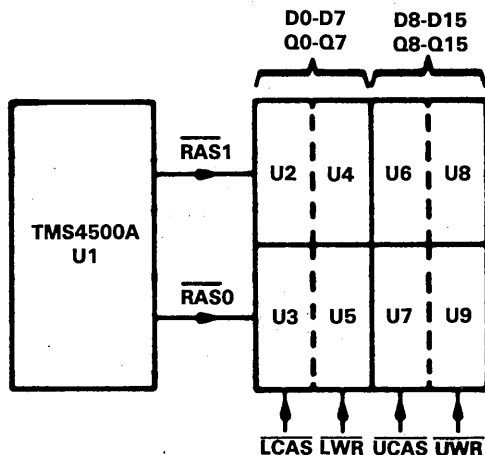 D0-D7 D8-D15
Q0-Q7 Q8-Q15
RAS1
U2 U4 U6 U8
TMS4500A
U1
RAS0
U3 U5 U7 U9
LCAS LWR UCAS UWR